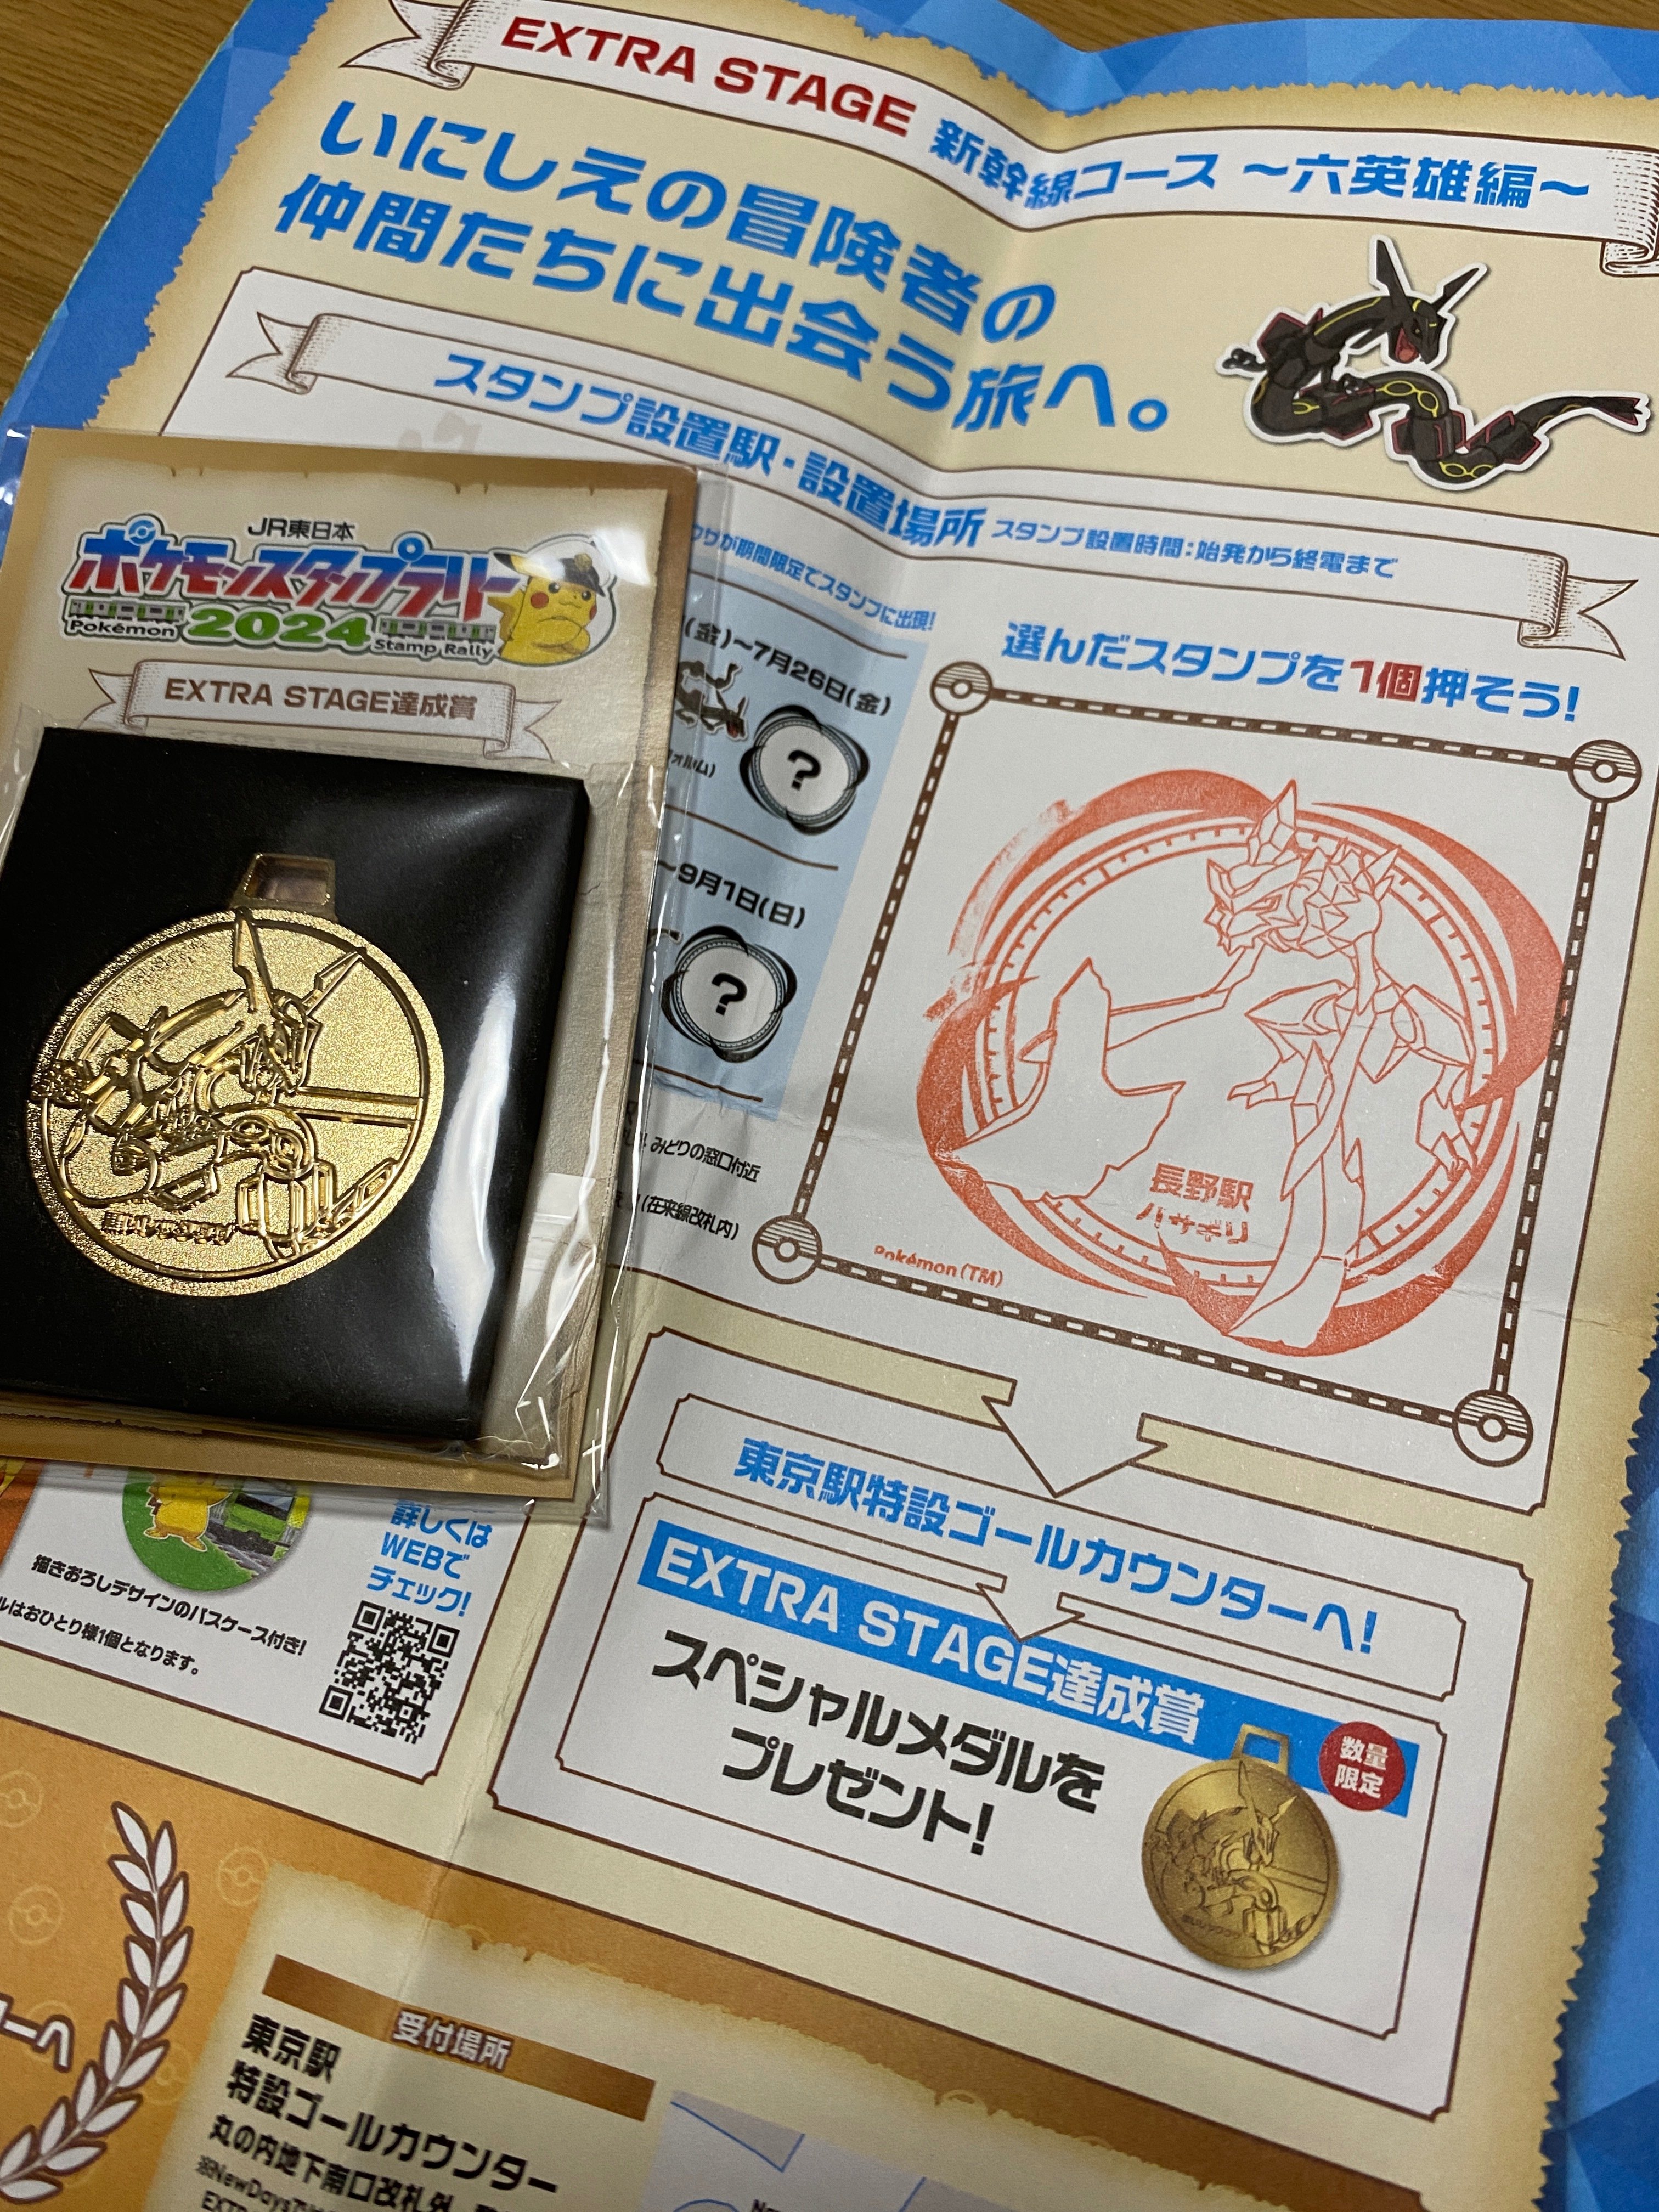 EXTRA STAGE 新幹線コース ~六英雄編~
いにしえの冒険者の
仲間たちに出会う旅へ。
スタンプ設置駅・設置場所 スタンプ設置時間:始発から終電まで
が期間限定でスタンプに出現!
(金)~7月26日(金)
?
~9月1日(日)
?
みどりの窓口付近
(在来線改札内)
選んだスタンプを1個押そう!
長野駅
ハサギリ
Pokémon(TM)
JR東日本
ポケモンスタンプラリー
Pokémon 2024 Stamp Rally
EXTRA STAGE達成賞
東京駅特設ゴールカウンターへ!
EXTRA STAGE達成賞
スペシャルメダルを
プレゼント!
数量
限定
詳しくは
WEBで
チェック!
描きおろしデザインのパスケース付き!
ルはおひとり様1個となります。
受付場所
東京駅
特設ゴールカウンター
丸の内地下南口改札外
※NewDaysで